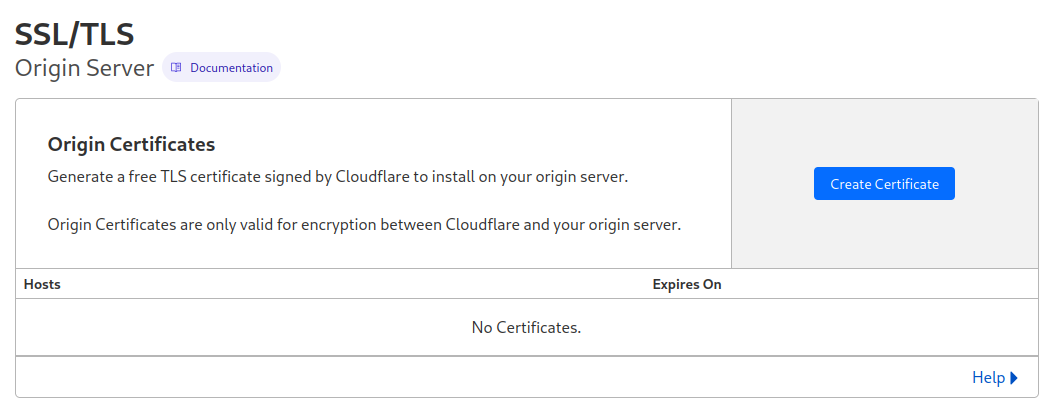 SSL/TLS
Origin Server
Documentation
Origin Certificates
Generate a free TLS certificate signed by Cloudflare to install on your origin server.
Origin Certificates are only valid for encryption between Cloudflare and your origin server.
Create Certificate
Hosts
Expires On
No Certificates.
Help